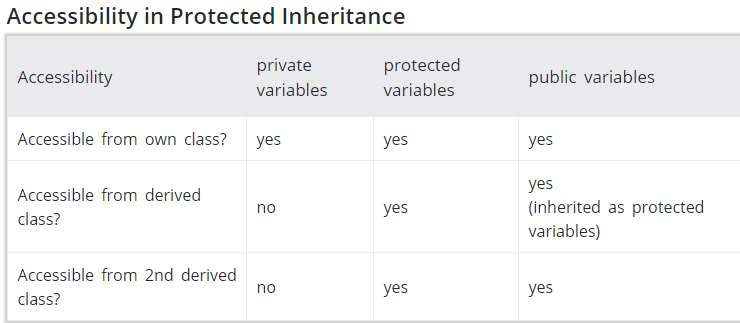 Accessibility in Protected Inheritance
Accessibility
private
variables
protected
variables
public variables
Accessible from own class?
yes
yes
yes
Accessible from derived
class?
no
yes
yes
(inherited as protected
variables)
Accessible from 2nd derived
class?
no
yes
yes